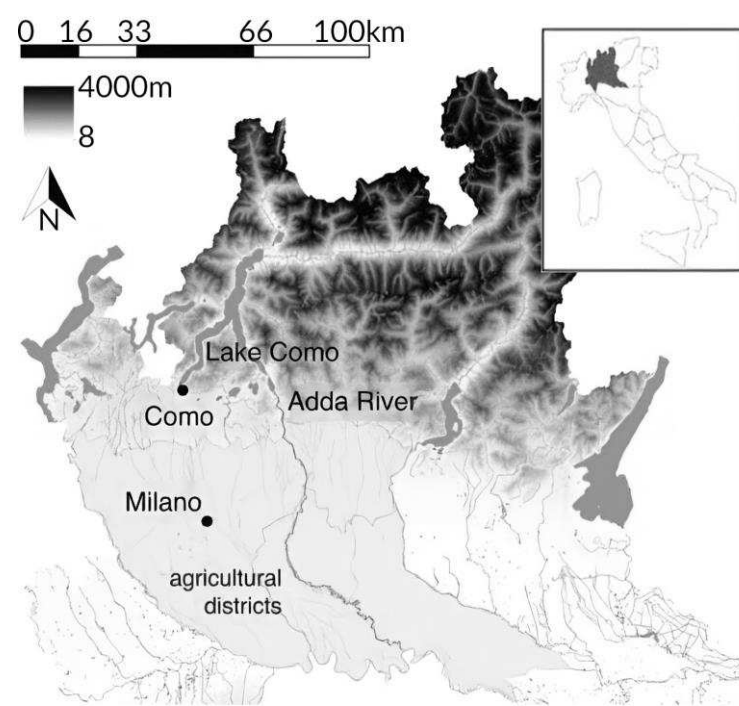 0 16 33 66 100km
4000m
8
N
Lake Como
Adda River
Como
Milano
agricultural
districts